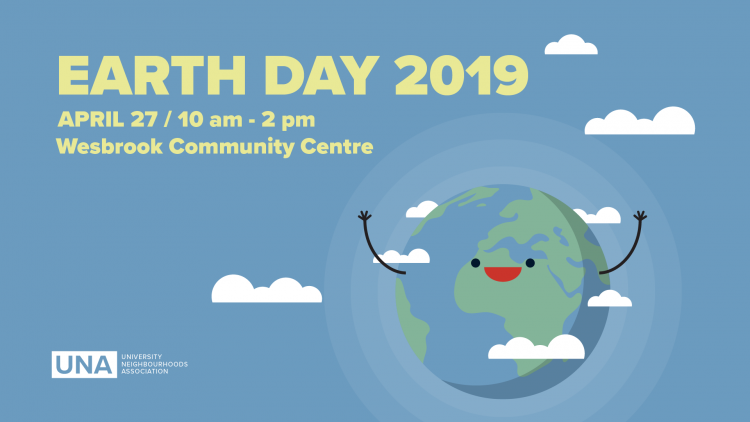 EARTH DAY 2019
APRIL 27 / 10 am - 2 pm
Wesbrook Community Centre
UNA
UNIVERSITY
NEIGHBOURHOODS
ASSOCIATION